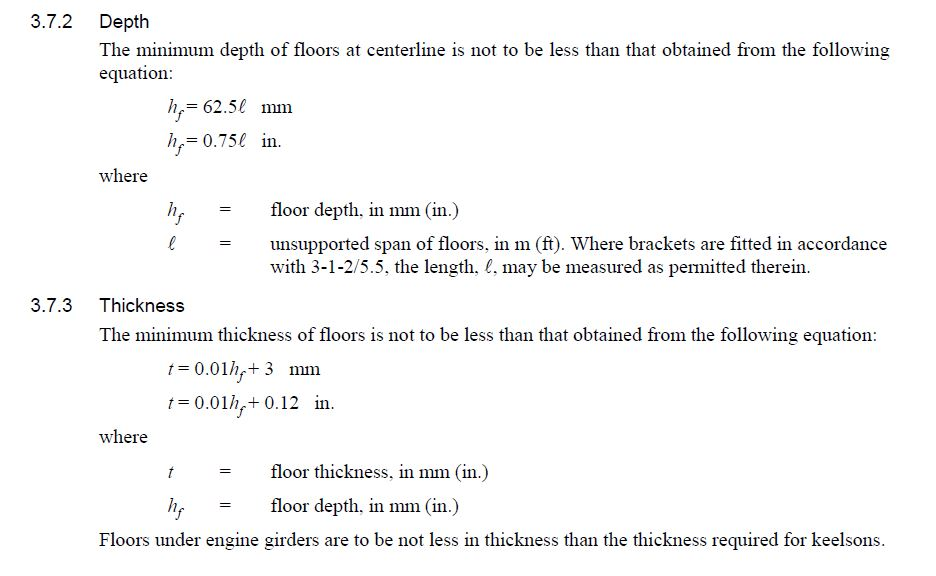 3.7.2 Depth
The minimum depth of floors at centerline is not to be less than that obtained from the following
equation:
hf = 62.5ℓ mm
hf = 0.75ℓ in.
where
hf = floor depth, in mm (in.)
ℓ = unsupported span of floors, in m (ft). Where brackets are fitted in accordance
with 3-1-2/5.5, the length, ℓ, may be measured as permitted therein.
3.7.3 Thickness
The minimum thickness of floors is not to be less than that obtained from the following equation:
t = 0.01hf + 3 mm
t = 0.01hf + 0.12 in.
where
t = floor thickness, in mm (in.)
hf = floor depth, in mm (in.)
Floors under engine girders are to be not less in thickness than the thickness required for keelsons.